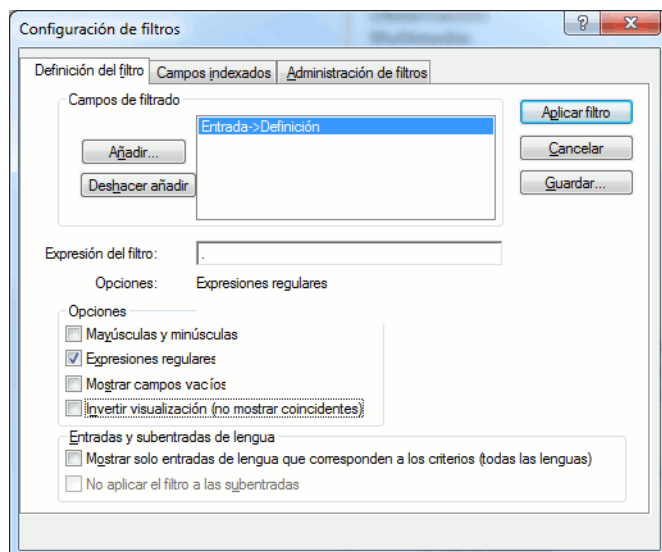 Configuración de filtros
Definición del filtro Campos indexados Administración de filtros
Campos de filtrado
Entrada->Definición
Añadir...
Deshacer añadir
Aplicar filtro
Cancelar
Guardar...
Expresión del filtro: .
Opciones: Expresiones regulares
Opciones
Mayúsculas y minúsculas
Expresiones regulares
Mostrar campos vacíos
Invertir visualización (no mostrar coincidentes)
Entradas y subentradas de lengua
Mostrar solo entradas de lengua que corresponden a los criterios (todas las lenguas)
No aplicar el filtro a las subentradas